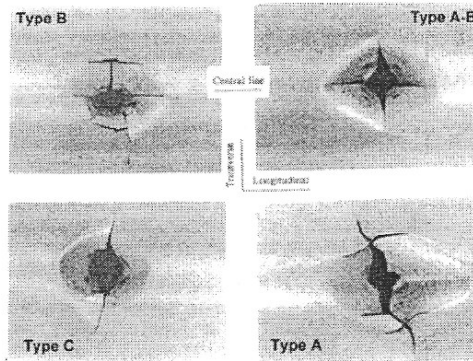 Type B
Type A-B
Central line
Transverse
Longitudinal
Type C
Type A